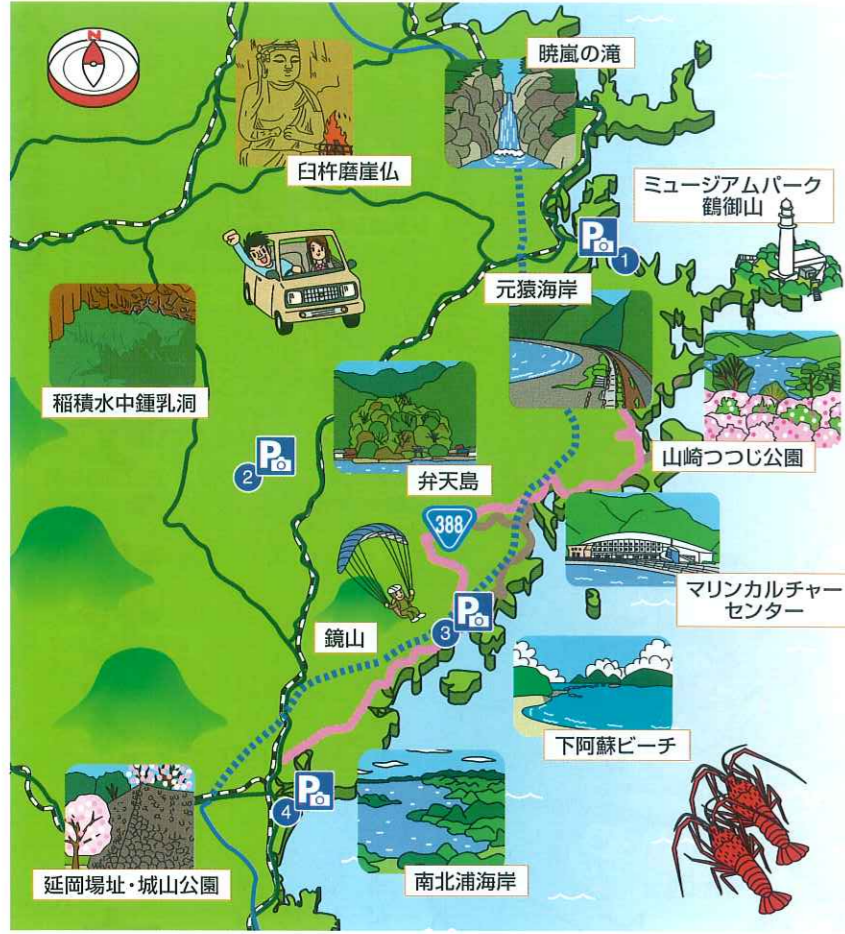 N
暁嵐の滝
臼杵磨崖仏
ミュージアムパーク
鶴御山
P
1
元猿海岸
稲積水中鍾乳洞
山崎つつじ公園
P
2
弁天島
388
マリンカルチャー
センター
P
3
鏡山
下阿蘇ビーチ
P
4
延岡場址・城山公園
南北浦海岸